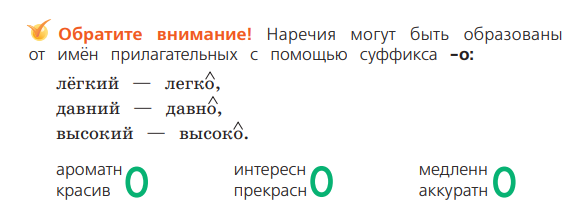 Обратите внимание! Наречия могут быть образованы
от имён прилагательных с помощью суффикса –о:
лёгкий — легко,
давний — давно,
высокий — высоко.
ароматн интересн медленн
О О О
красив прекрасн аккуратн